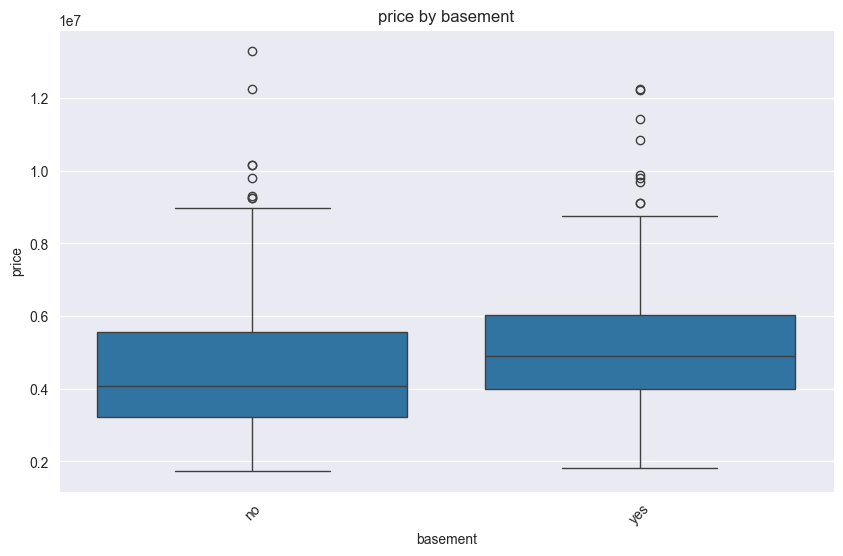 price by basement
1e7
1.2
1.0
0.8
0.6
0.4
0.2
price
no
yes
basement